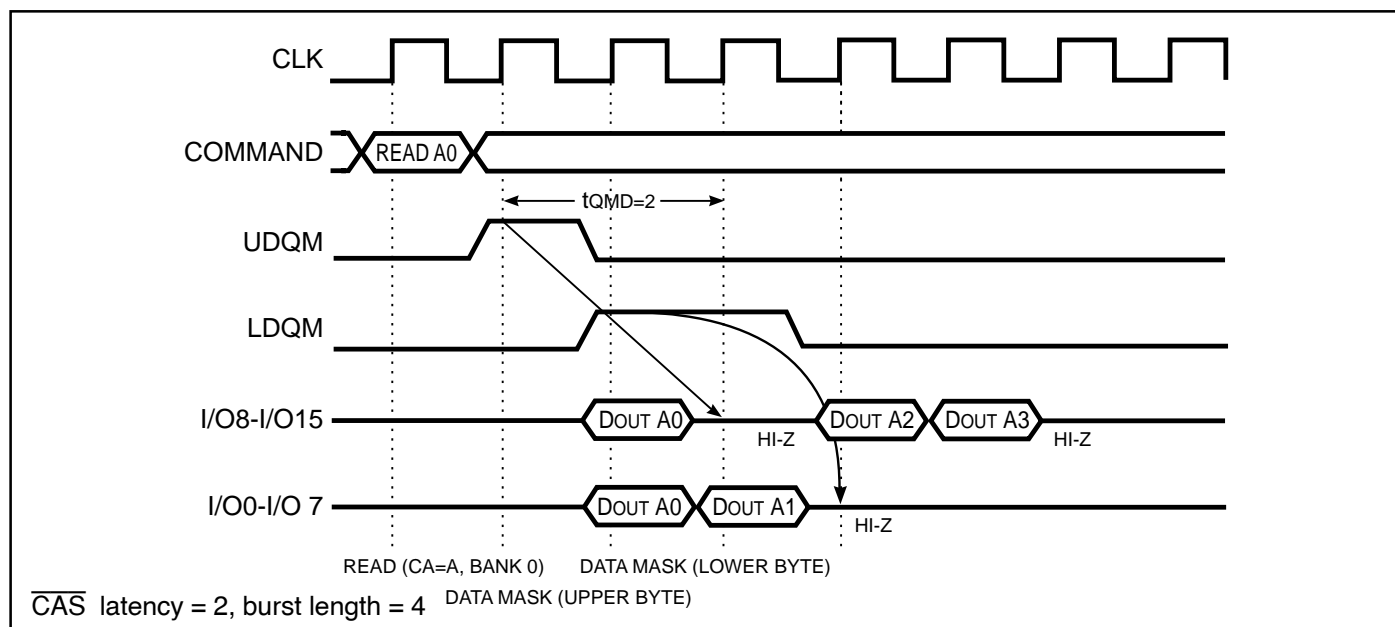 CLK
COMMAND
READ A0
tQMD=2
UDQM
LDQM
I/O8-I/O15
DOUT A0
HI-Z
DOUT A2
DOUT A3
HI-Z
I/O0-I/O 7
DOUT A0
DOUT A1
HI-Z
READ (CA=A, BANK 0)
DATA MASK (LOWER BYTE)
CAS latency = 2, burst length = 4
DATA MASK (UPPER BYTE)